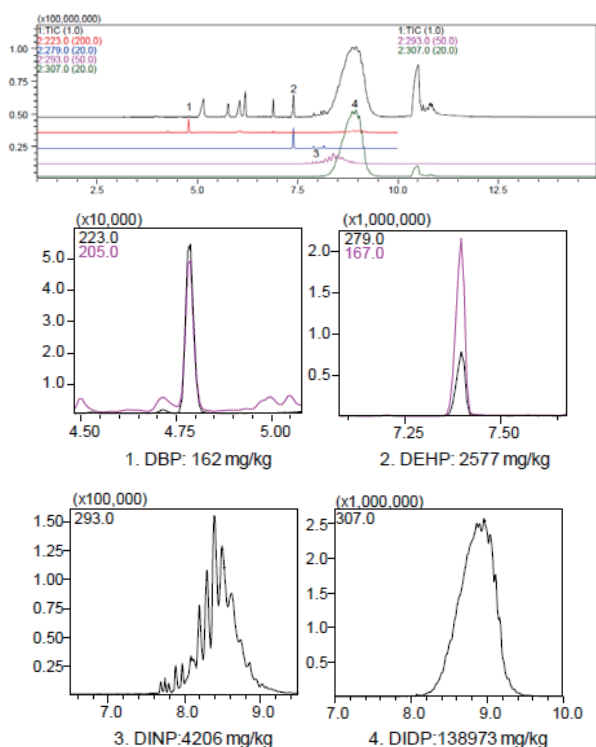 (x100,000,000)
1:TIC (1.0)
2:223.0 (200.0)
2:279.0 (20.0)
2:293.0 (50.0)
2:307.0 (20.0)
1:TIC (1.0)
2:293.0 (50.0)
2:307.0 (20.0)
1.00
0.75
0.50
0.25
1
2
3
4
2.5 5.0 7.5 10.0 12.5
(x10,000)
223.0
205.0
5.0
4.0
3.0
2.0
1.0
4.50 4.75 5.00
1. DBP: 162 mg/kg
(x1,000,000)
279.0
167.0
2.0
1.5
1.0
0.5
7.25 7.50
2. DEHP: 2577 mg/kg
(x100,000)
293.0
1.50
1.25
1.00
0.75
0.50
0.25
7.0 8.0 9.0
3. DINP:4206 mg/kg
(x1,000,000)
307.0
2.5
2.0
1.5
1.0
0.5
7.0 8.0 9.0 10.0
4. DIDP:138973 mg/kg